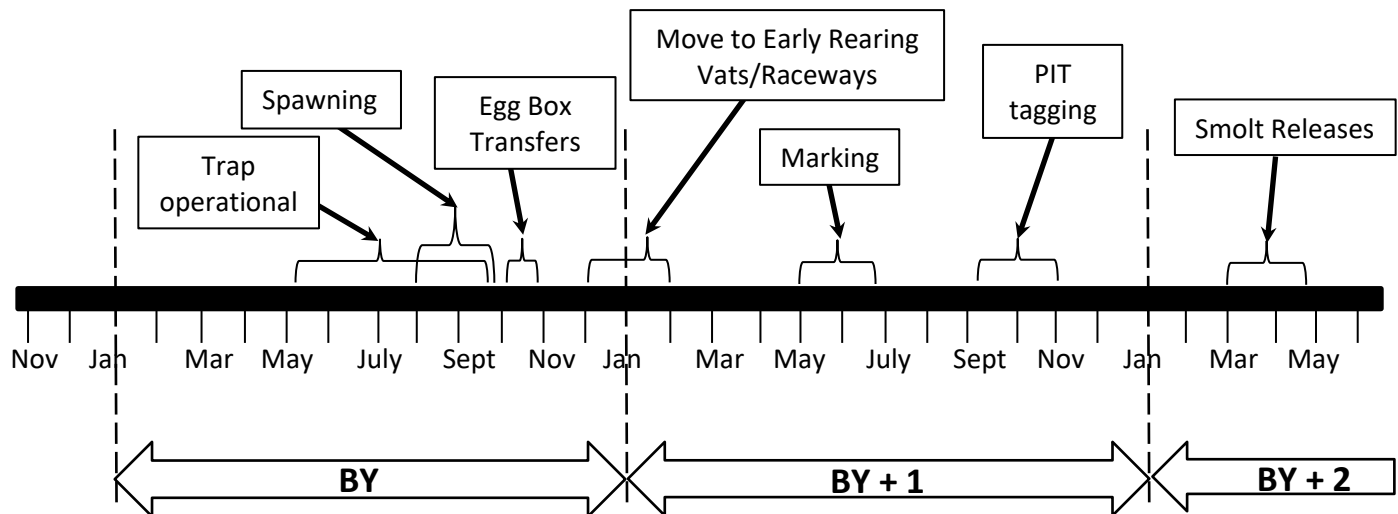 Move to Early Rearing
Vats/Raceways
PIT
tagging
Spawning
Egg Box
Transfers
Smolt Releases
Marking
Trap
operational
Nov Jan Mar May July Sept Nov Jan Mar May July Sept Nov Jan Mar May
BY BY + 1 BY + 2